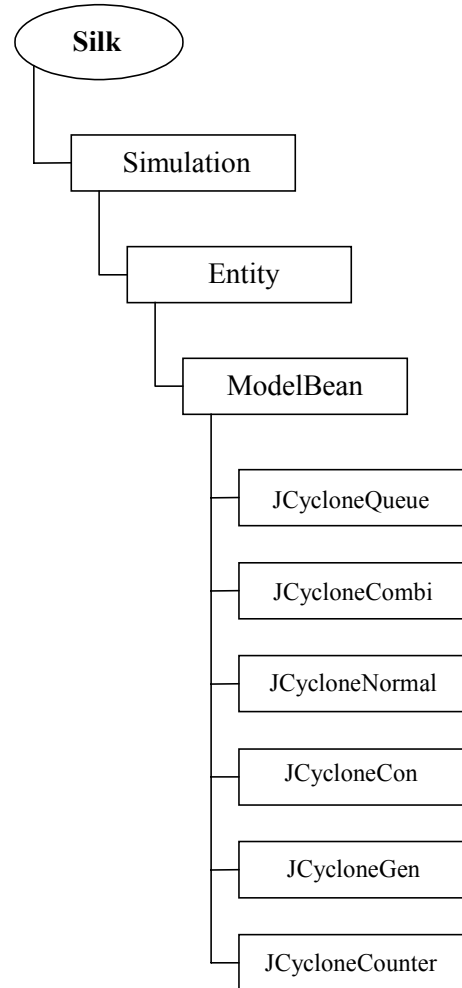 Silk
Simulation
Entity
ModelBean
JCycloneQueue
JCycloneCombi
JCycloneNormal
JCycloneCon
JCycloneGen
JCycloneCounter